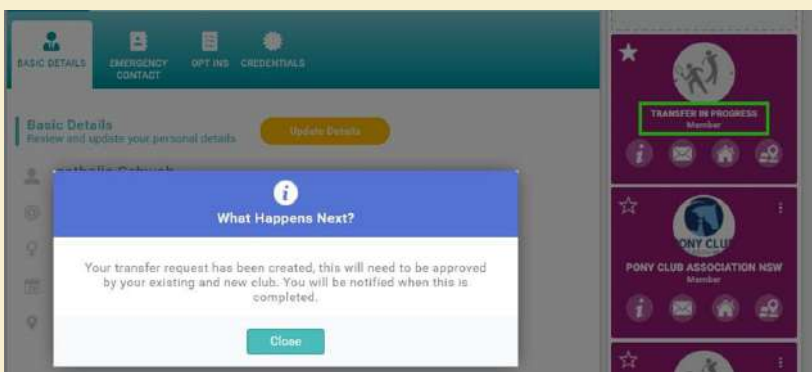 BASIC DETAILS
EMERGENCY
CONTACT
OPT INS
CREDENTIALS
Basic Details
Review and update your personal details
Update Details
What Happens Next?
Your transfer request has been created, this will need to be approved
by your existing and new club. You will be notified when this is
completed.
Close
TRANSFER IN PROGRESS
Member
PONY CLUB
PONY CLUB ASSOCIATION NSW
Member